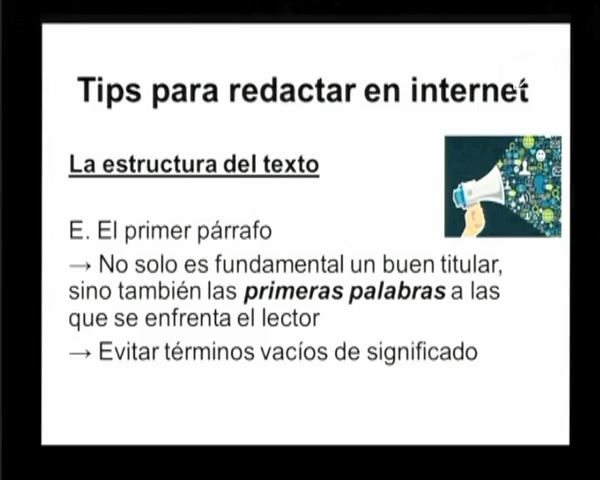 Tips para redactar en internet
La estructura del texto
E. El primer párrafo
→ No solo es fundamental un buen titular,
sino también las primeras palabras a las
que se enfrenta el lector
→ Evitar términos vacíos de significado